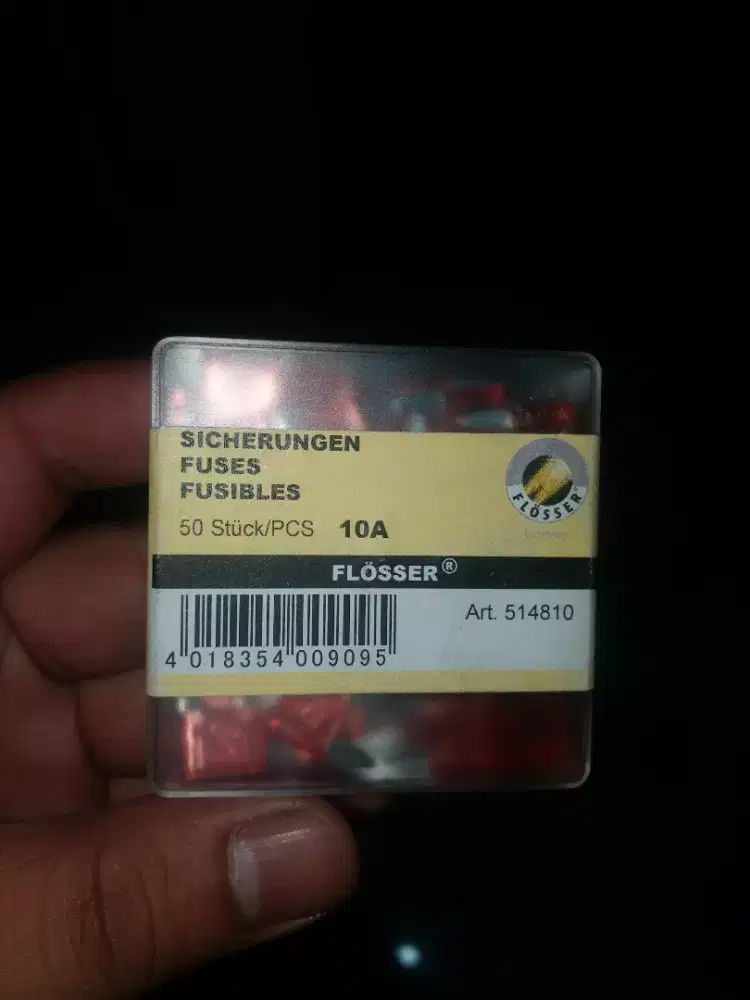 SICHERUNGEN
FUSES
FUSIBLES
50 Stück/PCS 10A
FLÖSSER
FLÖSSER®
Art. 514810
4 018354 009095